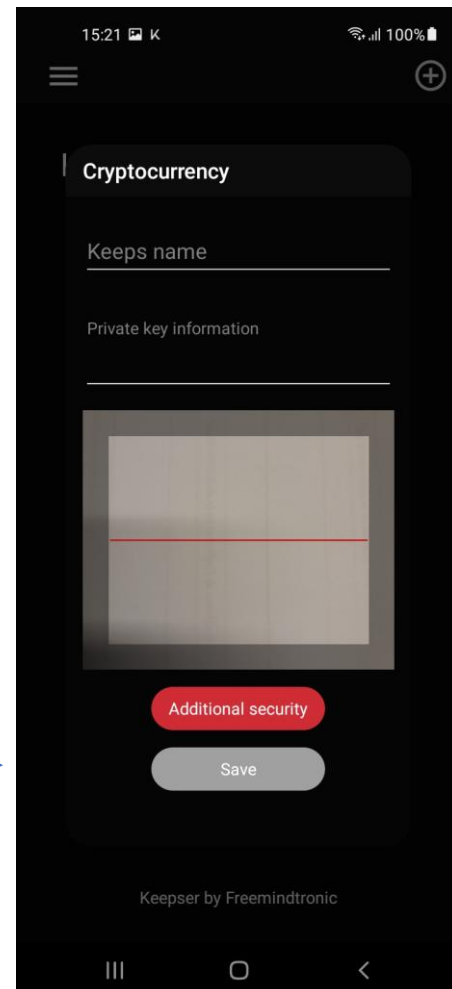 15:21 K 100%
Cryptocurrency
Keeps name
Private key information
Additional security
Save
Keepser by Freemindtronic